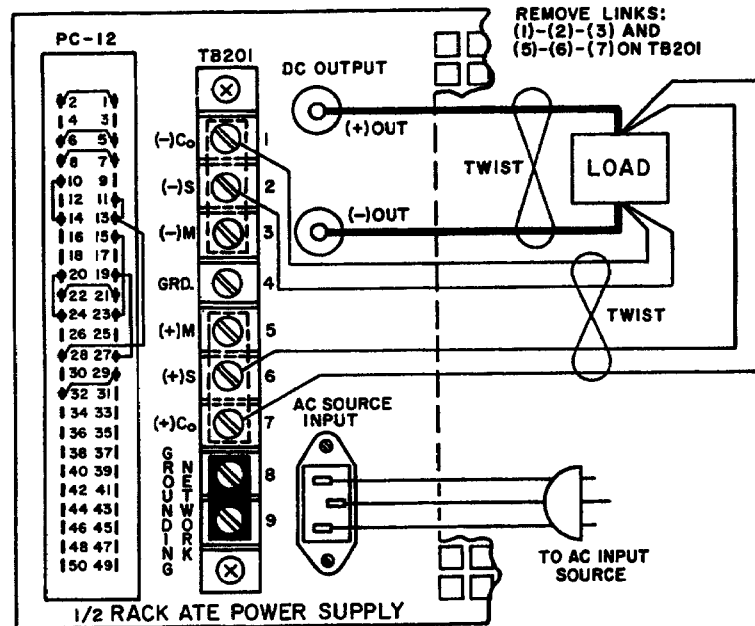 REMOVE LINKS:
(1)-(2)-(3) AND
(5)-(6)-(7) ON TB201
PC-12
TB201
DC OUTPUT
2 1
4 3
6 5
8 7
10 9
12 11
14 13
16 15
18 17
20 19
22 21
24 23
26 25
28 27
30 29
32 31
34 33
36 35
38 37
40 39
42 41
44 43
46 45
48 47
50 49
(-)Co 1
(-)S 2
(-)M 3
GRD. 4
(+)M 5
(+)S 6
(+)Co 7
8
9
GROUNDING
NETWORK
(+)OUT
TWIST
LOAD
(-)OUT
TWIST
AC SOURCE
INPUT
TO AC INPUT
SOURCE
1/2 RACK ATE POWER SUPPLY